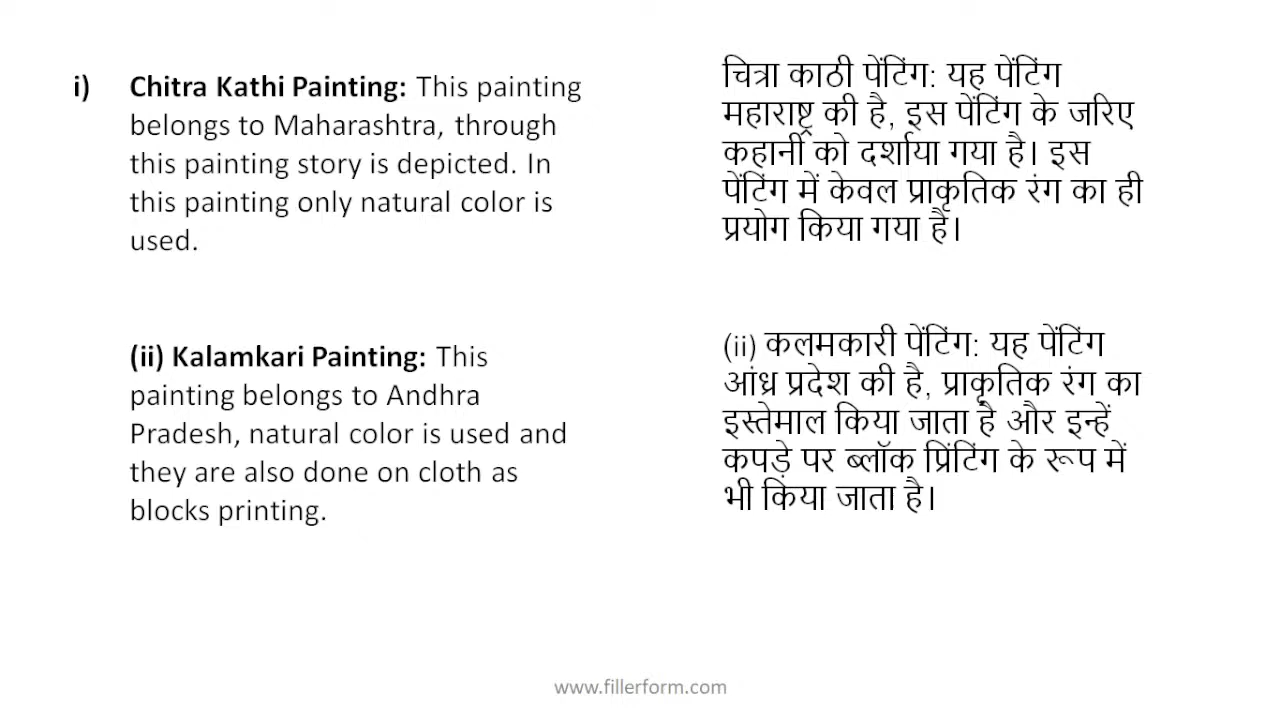 i) Chitra Kathi Painting: This painting
belongs to Maharashtra, through
this painting story is depicted. In
this painting only natural color is
used.
(ii) Kalamkari Painting: This
painting belongs to Andhra
Pradesh, natural color is used and
they are also done on cloth as
blocks printing.
चित्रा काठी पेंटिंग: यह पेंटिंग
महाराष्ट्र की है, इस पेंटिंग के जरिए
कहानी को दर्शाया गया है। इस
पेंटिंग में केवल प्राकृतिक रंग का ही
प्रयोग किया गया है।
(ii) कलमकारी पेंटिंग: यह पेंटिंग
आंध्र प्रदेश की है, प्राकृतिक रंग का
इस्तेमाल किया जाता है और इन्हें
कपड़े पर ब्लॉक प्रिंटिंग के रूप में
भी किया जाता है।
www.fillerform.com